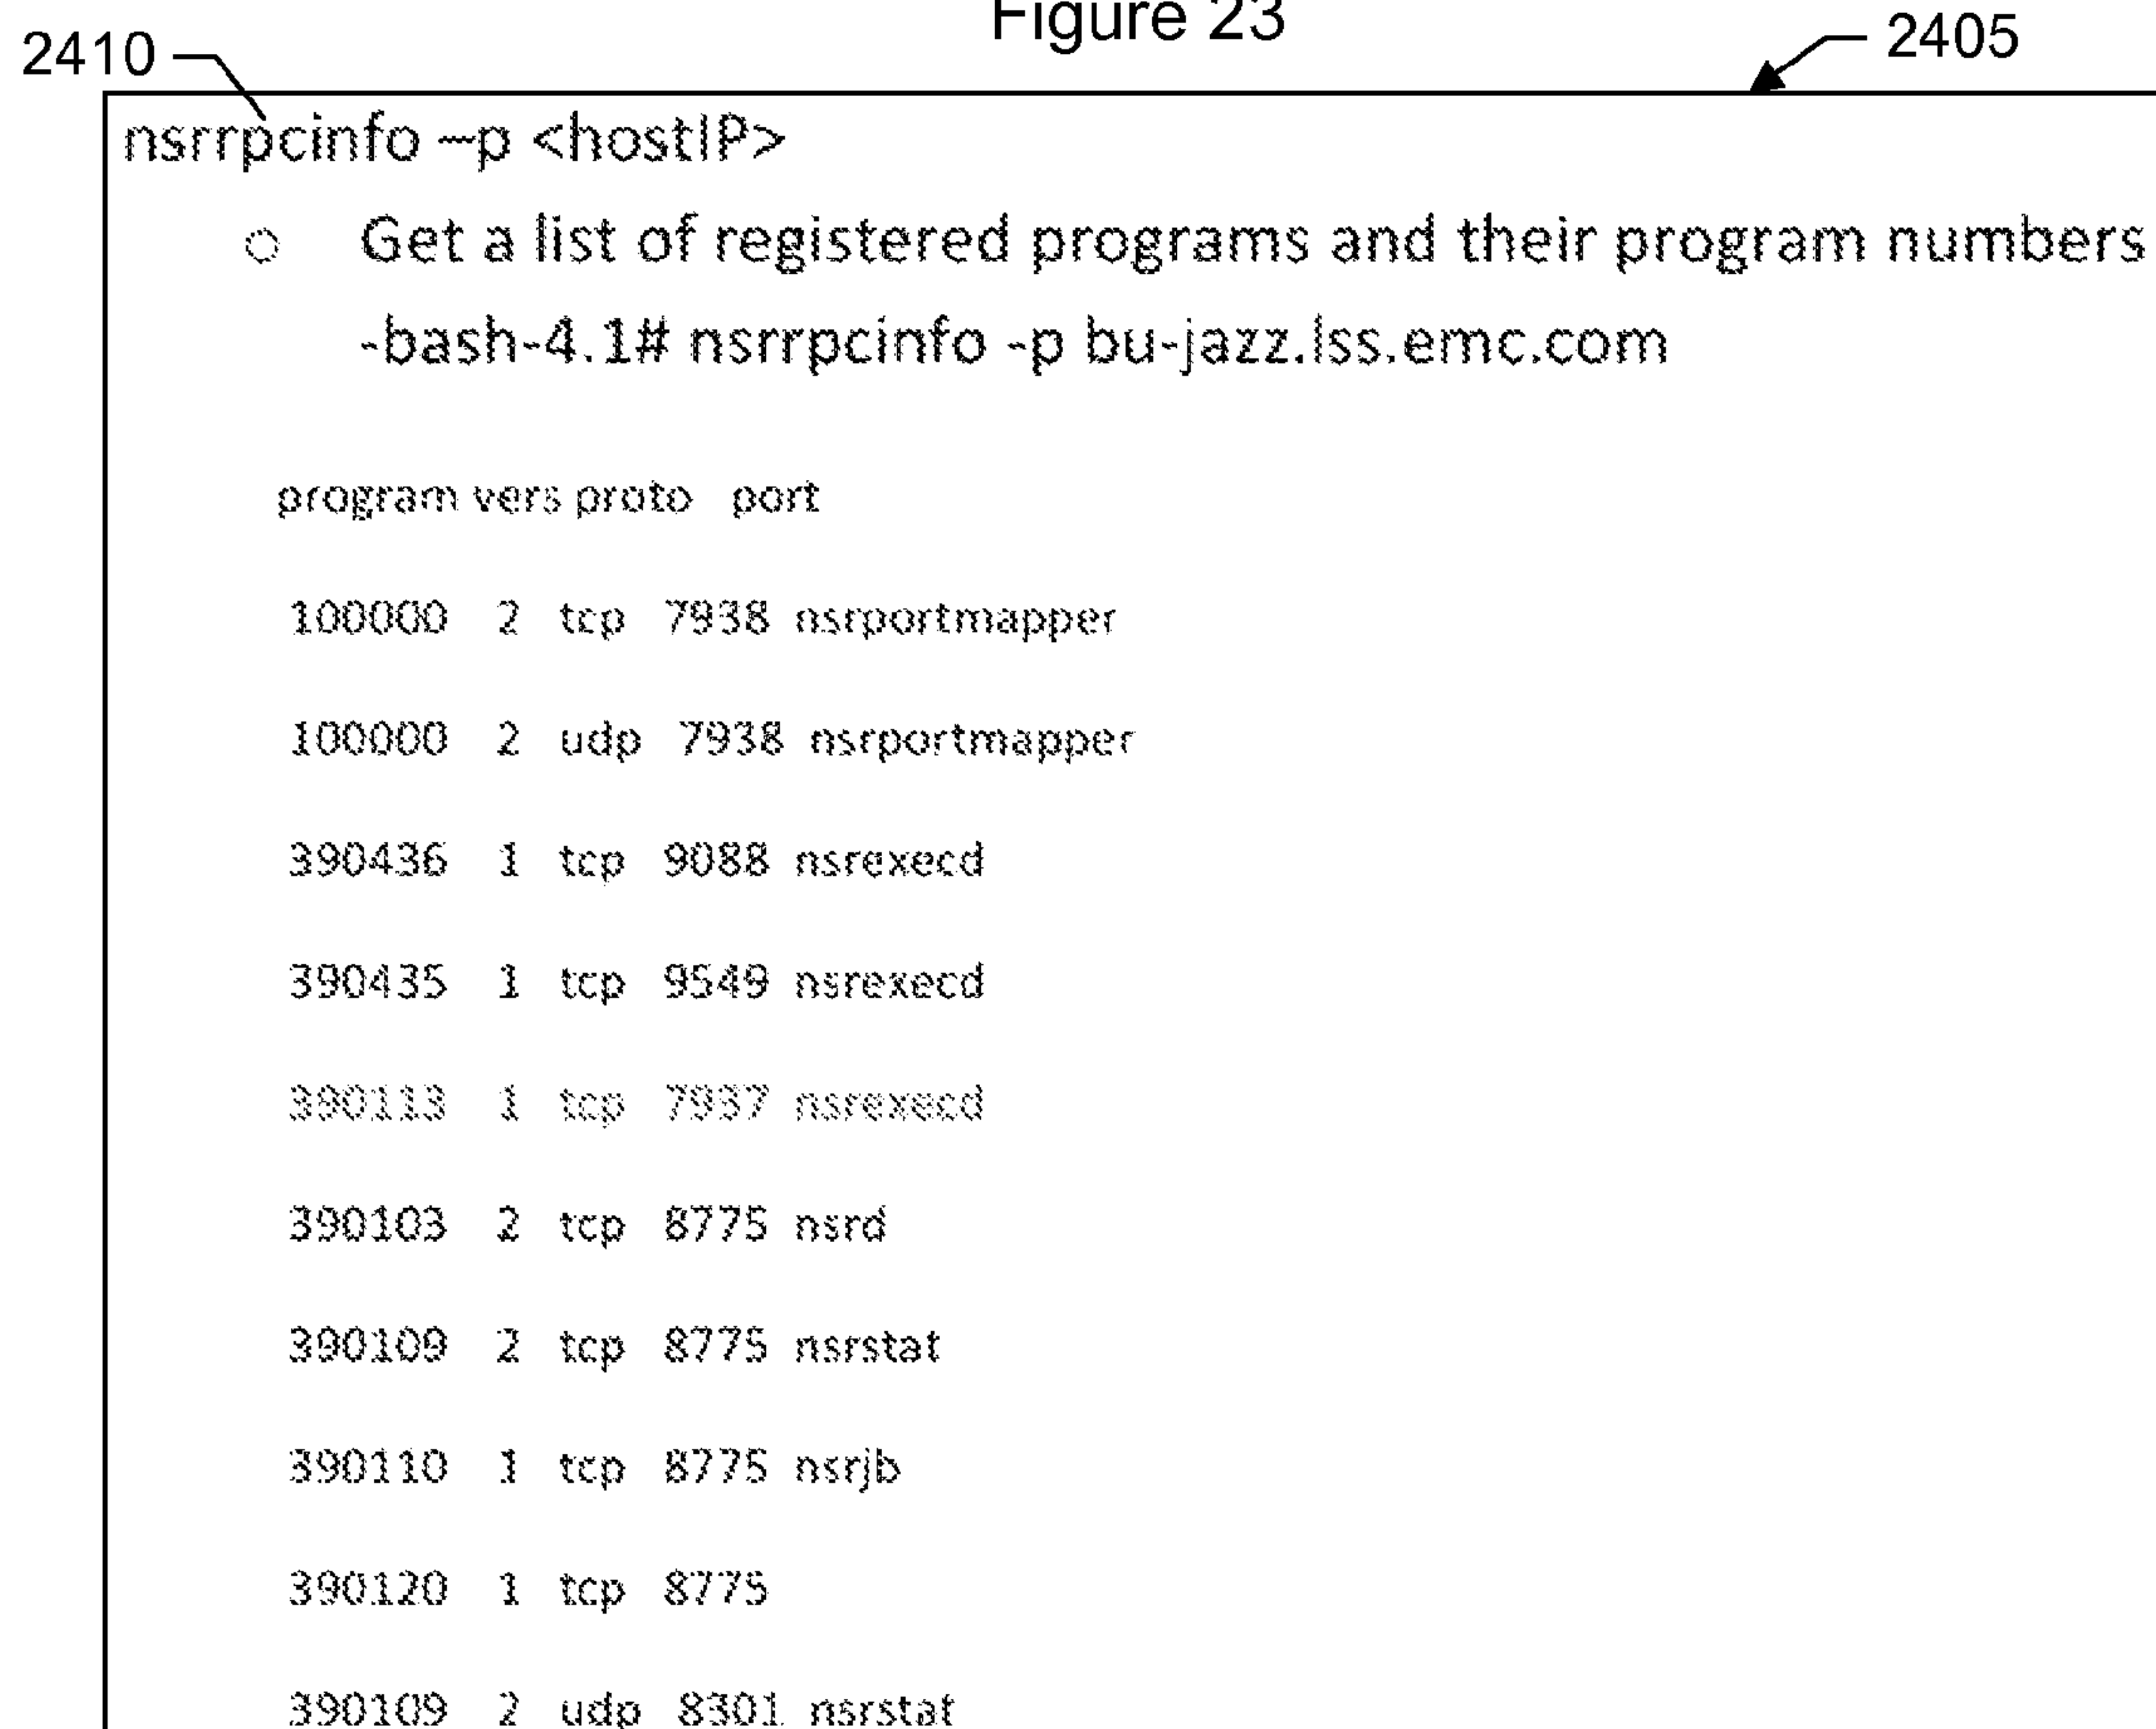 Figure 23
2410
2405
nsrrpcinfo –p <hostIP>
○ Get a list of registered programs and their program numbers
-bash-4.1# nsrrpcinfo -p bu-jazz.lss.emc.com
program vers proto port
100000 2 tcp 7938 nsrportmapper
100000 2 udp 7938 nsrportmapper
390436 1 tcp 9088 nsrexecd
390435 1 tcp 9549 nsrexecd
390113 1 tcp 7937 nsrexecd
390103 2 tcp 8775 nsrd
390109 2 tcp 8775 nsrstat
390110 1 tcp 8775 nsrjb
390120 1 tcp 8775
390109 2 udp 8301 nsrstat